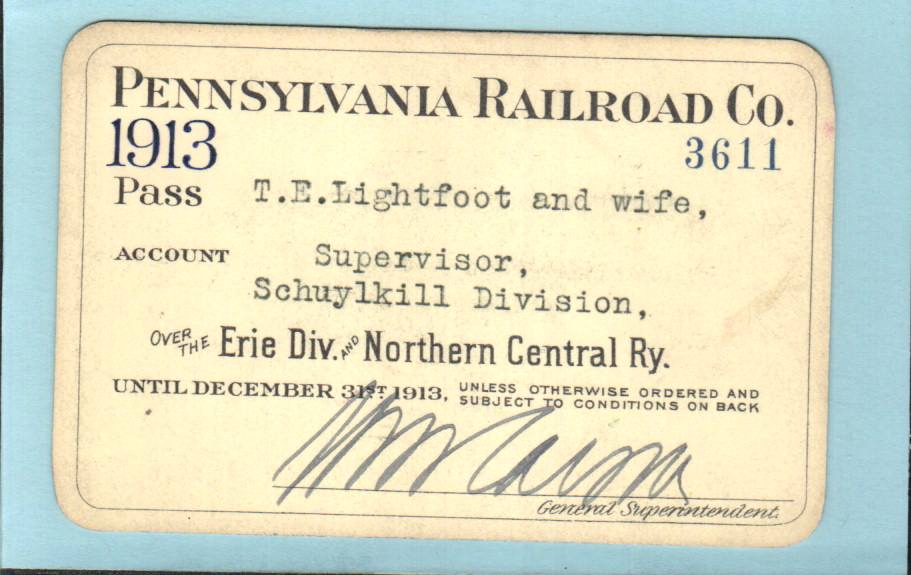 PENNSYLVANIA RAILROAD CO.
1913
3611
Pass T.E.Lightfoot and wife,
ACCOUNT Supervisor,
Schuylkill Division,
OVER THE Erie Div. AND Northern Central Ry.
UNTIL DECEMBER 31ST 1913, UNLESS OTHERWISE ORDERED AND
SUBJECT TO CONDITIONS ON BACK
General Superintendent.